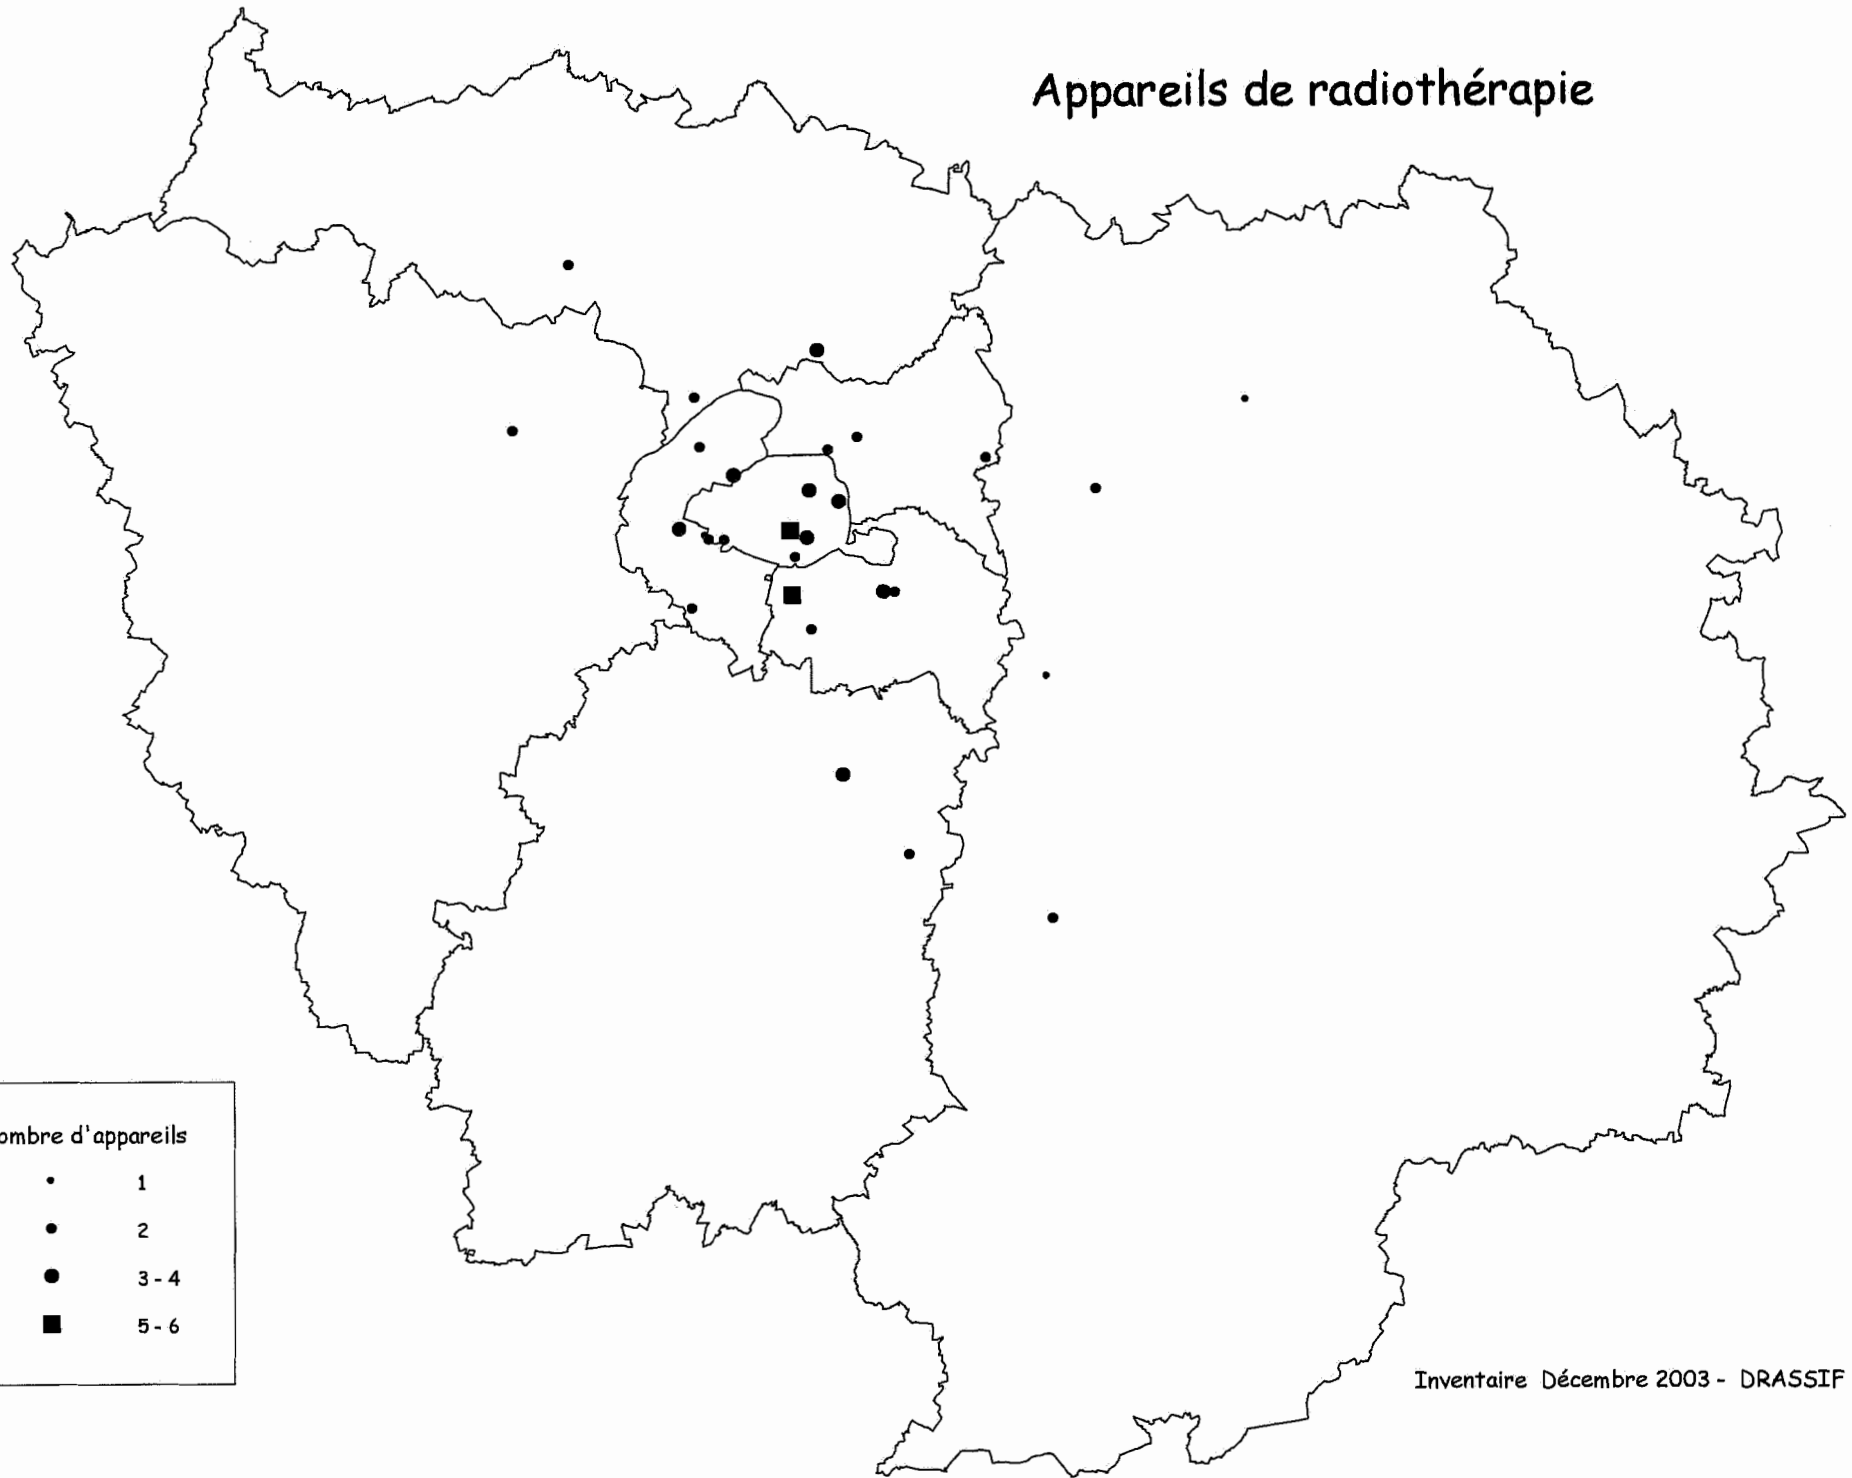 Appareils de radiothérapie
ombre d'appareils
1
2
3 - 4
5 - 6
Inventaire Décembre 2003 - DRASSIF